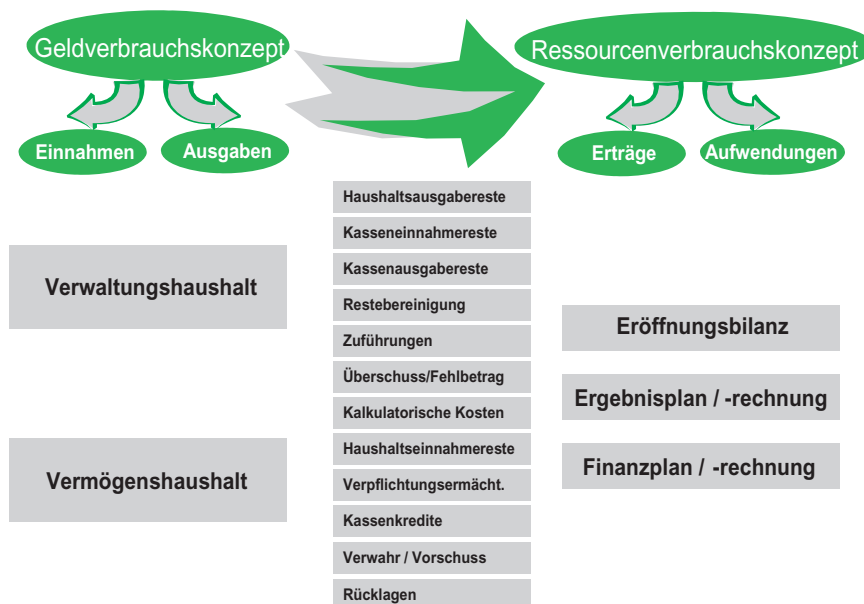 Geldverbrauchskonzept
Ressourcenverbrauchskonzept
Einnahmen
Ausgaben
Erträge
Aufwendungen
Verwaltungshaushalt
Vermögenshaushalt
Haushaltsausgabereste
Kasseneinnahmereste
Kassenausgabereste
Restebereinigung
Zuführungen
Überschuss/Fehlbetrag
Kalkulatorische Kosten
Haushaltseinnahmereste
Verpflichtungsermächt.
Kassenkredite
Verwahr / Vorschuss
Rücklagen
Eröffnungsbilanz
Ergebnisplan / -rechnung
Finanzplan / -rechnung